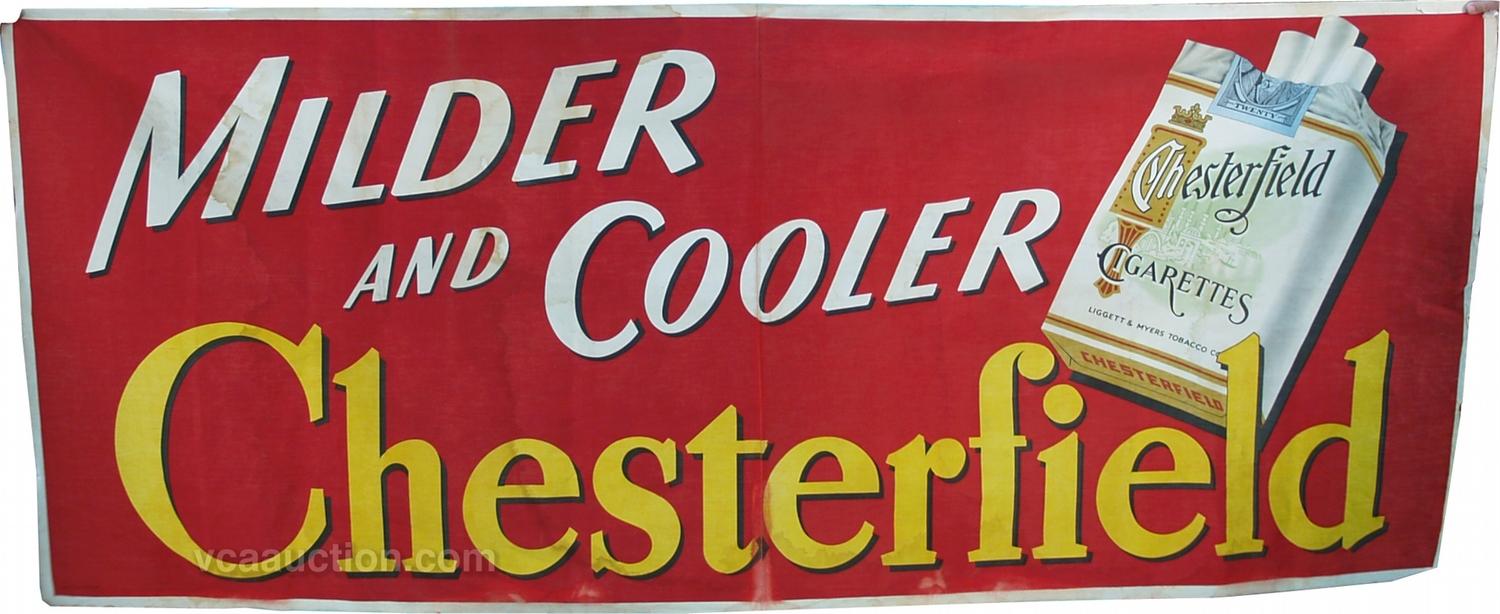 MILDER
AND COOLER
Chesterfield
TWENTY
Chesterfield
CIGARETTES
LIGGETT & MYERS TOBACCO CO
CHESTERFIELD
vcaauction.com